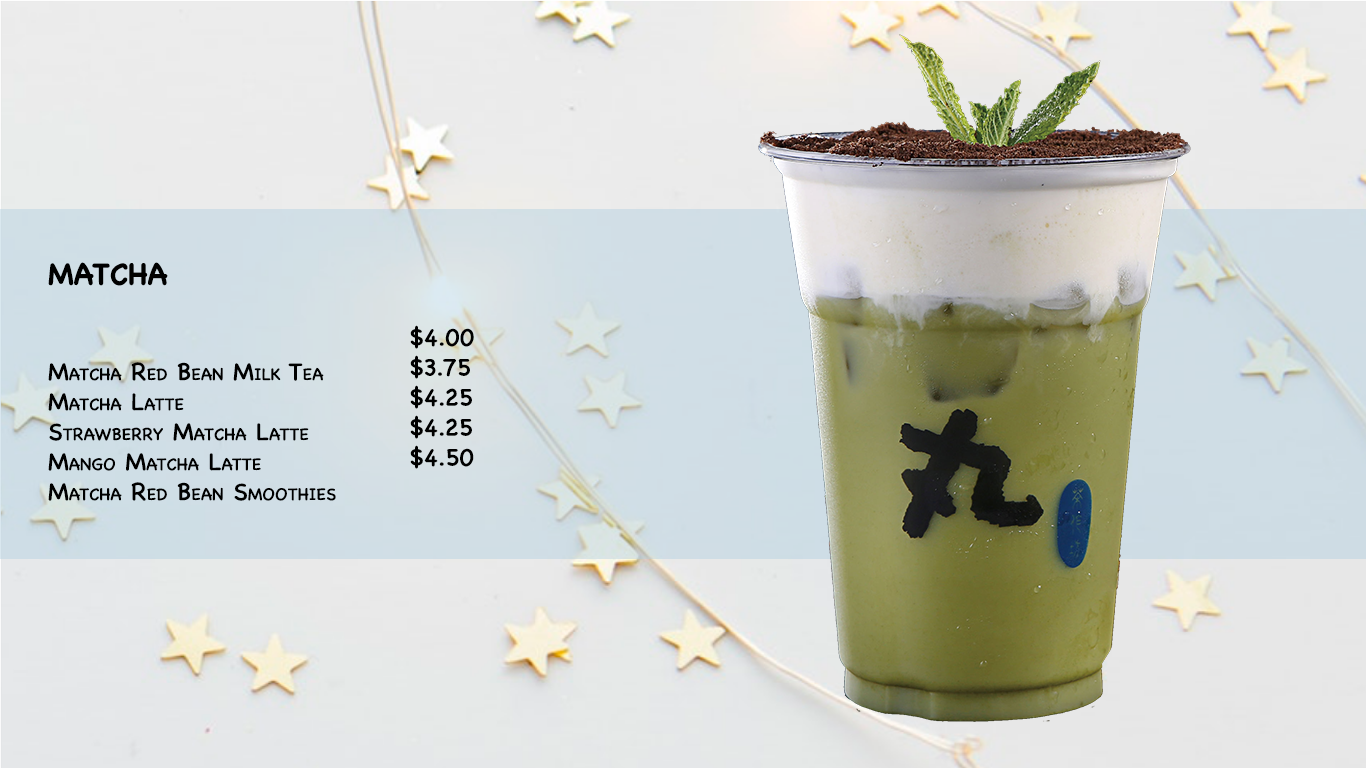 MATCHA
$4.00
Matcha Red Bean Milk Tea
$3.75
Matcha Latte
$4.25
Strawberry Matcha Latte
$4.25
Mango Matcha Latte
$4.50
Matcha Red Bean Smoothies
丸